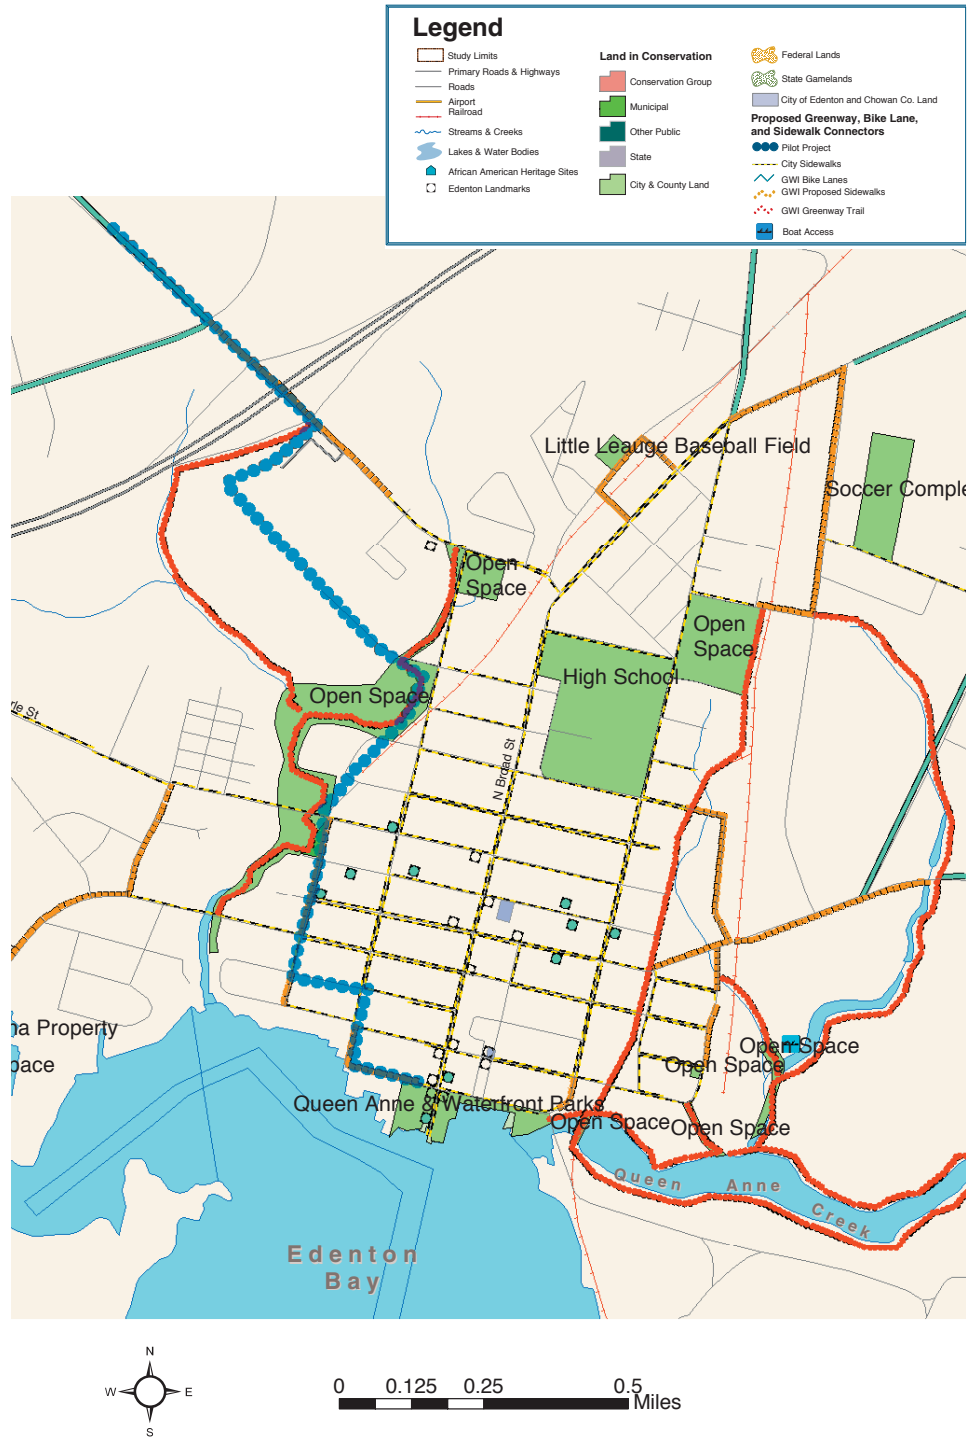 Legend
Study Limits
Primary Roads & Highways
Roads
Airport
Railroad
Streams & Creeks
Lakes & Water Bodies
African American Heritage Sites
Edenton Landmarks
Land in Conservation
Conservation Group
Municipal
Other Public
State
City & County Land
Federal Lands
State Gamelands
City of Edenton and Chowan Co. Land
Proposed Greenway, Bike Lane,
and Sidewalk Connectors
Pilot Project
City Sidewalks
GWI Bike Lanes
GWI Proposed Sidewalks
GWI Greenway Trail
Boat Access
Little Leauge Baseball Field
Soccer Comple
Open
Space
Open
Space
High School
Open Space
rle St
N Broad St
na Property
pace
Open Space
Open Space
Queen Anne & Waterfront Parks
Open Space
Open Space
Queen Anne
Creek
Edenton
Bay
N
W
E
S
0
0.125
0.25
0.5
Miles